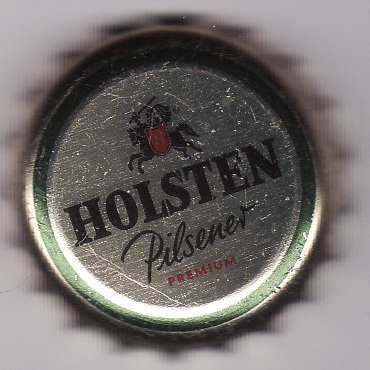 HOLSTEN
Pilsener
PREMIUM